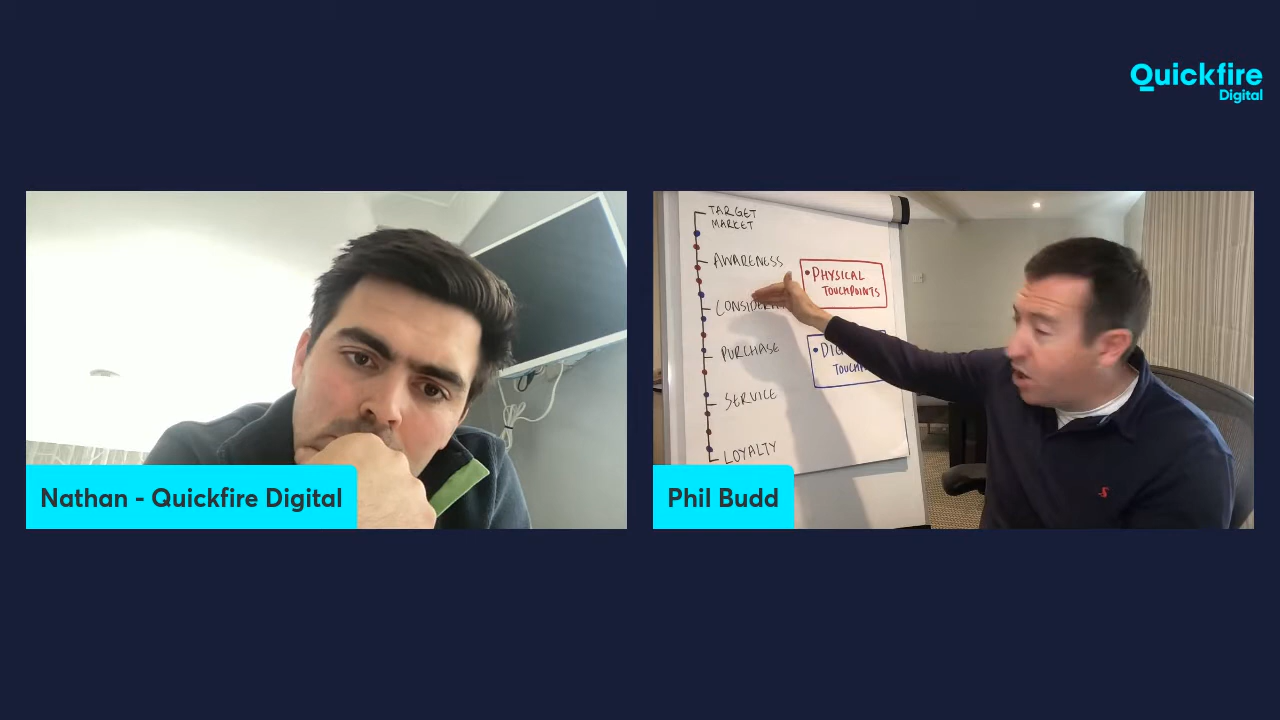 Quickfire
Digital
TARGET
MARKET
AWARENESS
PHYSICAL
TOUCHPOINTS
PURCHASE
SERVICE
LOYALTY
Nathan - Quickfire Digital
Phil Budd